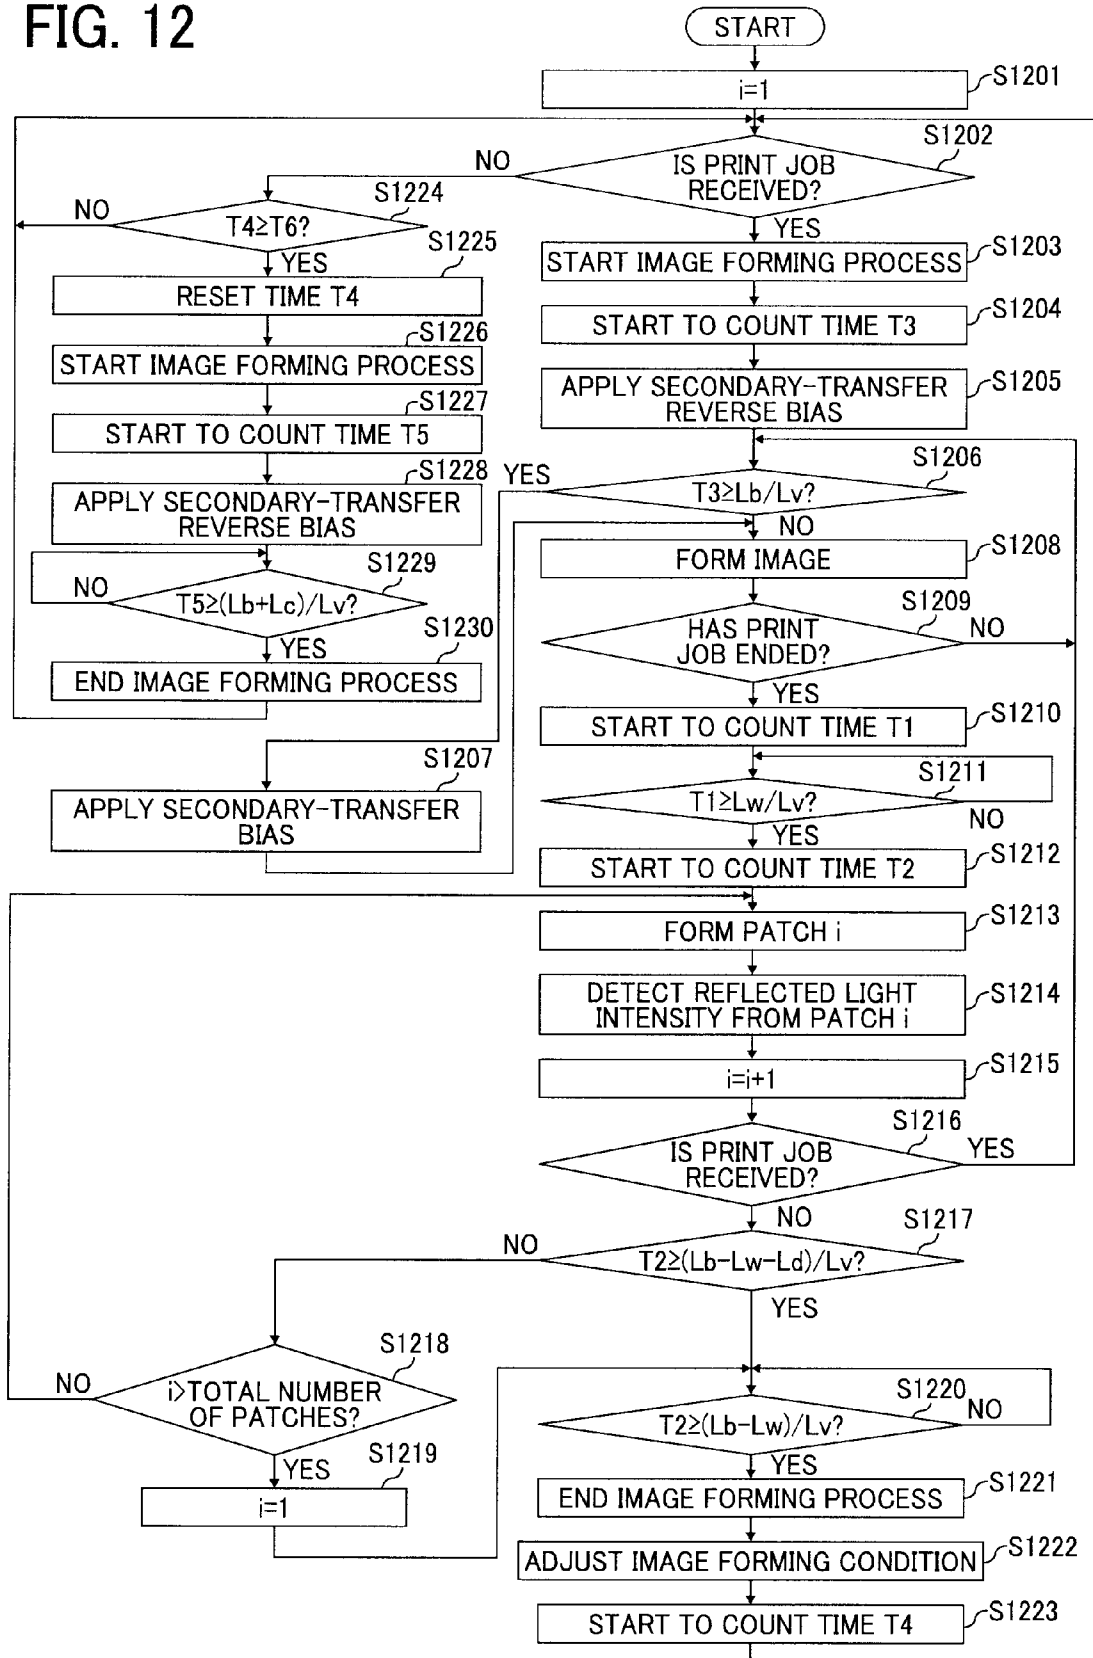 FIG. 12
START
i=1
S1201
IS PRINT JOB
RECEIVED?
S1202
NO
YES
T4≥T6?
S1224
NO
YES
RESET TIME T4
S1225
START IMAGE FORMING PROCESS
S1226
START TO COUNT TIME T5
S1227
APPLY SECONDARY-TRANSFER
REVERSE BIAS
S1228
T5≥(Lb+Lc)/Lv?
S1229
NO
YES
END IMAGE FORMING PROCESS
S1230
START IMAGE FORMING PROCESS
S1203
START TO COUNT TIME T3
S1204
APPLY SECONDARY-TRANSFER
REVERSE BIAS
S1205
T3≥Lb/Lv?
S1206
YES
NO
APPLY SECONDARY-TRANSFER
BIAS
S1207
FORM IMAGE
S1208
HAS PRINT
JOB ENDED?
S1209
NO
YES
START TO COUNT TIME T1
S1210
T1≥Lw/Lv?
S1211
NO
YES
START TO COUNT TIME T2
S1212
FORM PATCH i
S1213
DETECT REFLECTED LIGHT
INTENSITY FROM PATCH i
S1214
i=i+1
S1215
IS PRINT JOB
RECEIVED?
S1216
YES
NO
T2≥(Lb-Lw-Ld)/Lv?
S1217
NO
YES
i>TOTAL NUMBER
OF PATCHES?
S1218
NO
YES
i=1
S1219
T2≥(Lb-Lw)/Lv?
S1220
NO
YES
END IMAGE FORMING PROCESS
S1221
ADJUST IMAGE FORMING CONDITION
S1222
START TO COUNT TIME T4
S1223